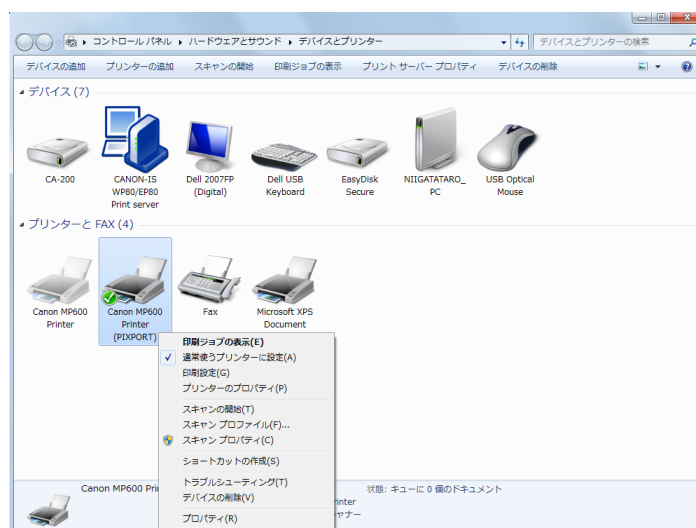 コントロール パネル ▸ ハードウェアとサウンド ▸ デバイスとプリンター
デバイスとプリンターの検索
デバイスの追加 プリンターの追加 スキャンの開始 印刷ジョブの表示 プリント サーバー プロパティ デバイスの削除
デバイス (7)
CA-200
CANON-IS
WP80/EP80
Print server
Dell 2007FP
(Digital)
Dell USB
Keyboard
EasyDisk
Secure
NIIGATATARO_
PC
USB Optical
Mouse
プリンターと FAX (4)
Canon MP600
Printer
Canon MP600
Printer
(PIXPORT)
Fax
Microsoft XPS
Document
印刷ジョブの表示(E)
通常使うプリンターに設定(A)
印刷設定(G)
プリンターのプロパティ(P)
スキャンの開始(T)
スキャン プロファイル(F)...
スキャン プロパティ(C)
ショートカットの作成(S)
トラブルシューティング(T)
デバイスの削除(V)
プロパティ(R)
Canon MP600 Pri
状態: キューに 0 個のドキュメント
inter
ャナー